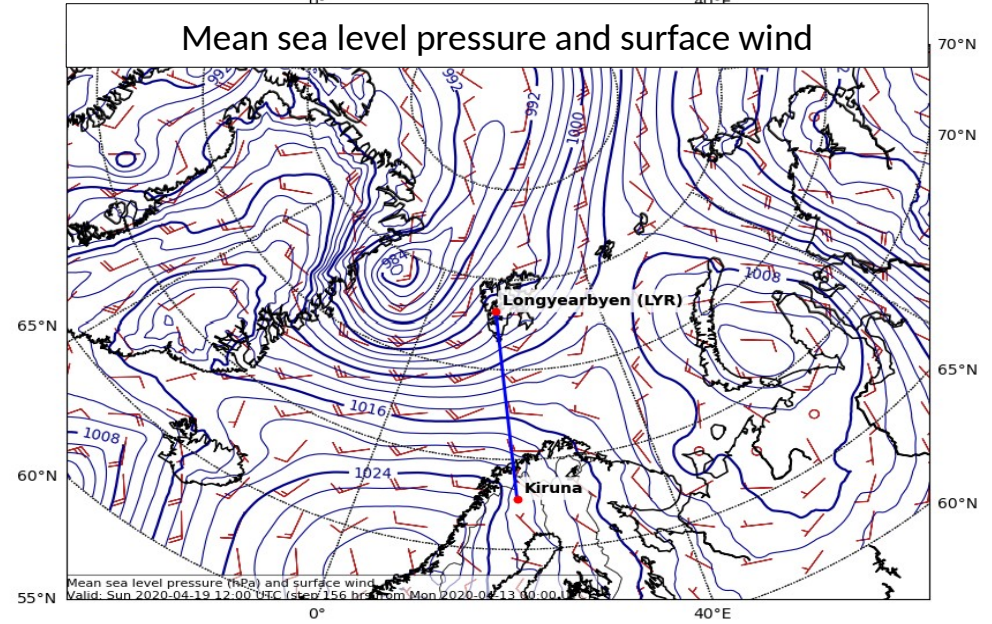 0°
40°E
Mean sea level pressure and surface wind
70°N
992
992
992
1000
70°N
984
1008
Longyearbyen (LYR)
65°N
65°N
1016
1008
1024
60°N
Kiruna
60°N
Mean sea level pressure (hPa) and surface wind
Valid: Sun 2020-04-19 12:00 UTC (step 156 hrs from Mon 2020-04-13 00:00 UTC)
55°N
0°
40°E